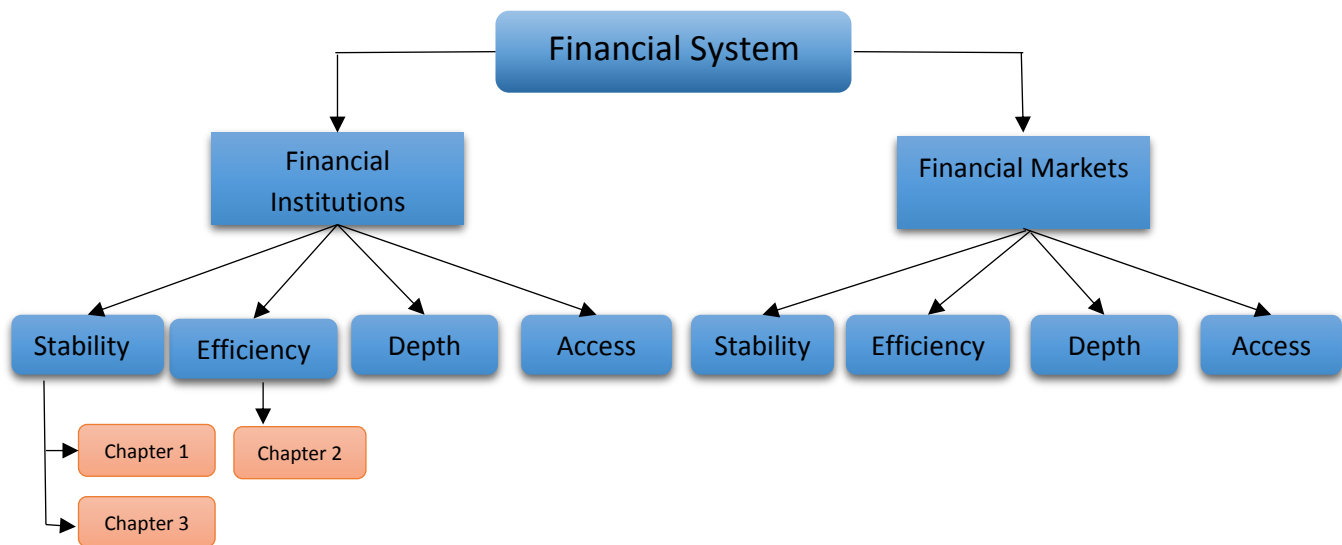 Financial System
Financial
Institutions
Financial Markets
Stability
Efficiency
Depth
Access
Stability
Efficiency
Depth
Access
Chapter 1
Chapter 2
Chapter 3